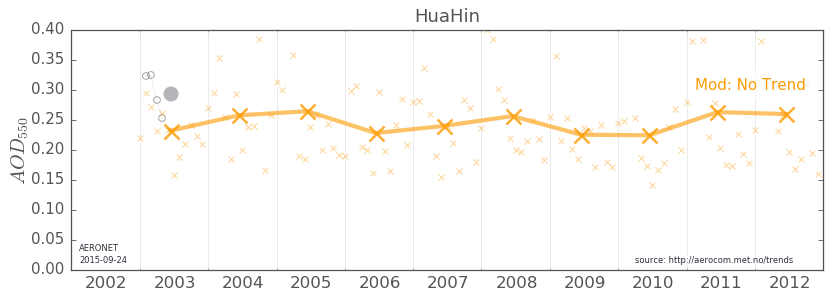 HuaHin
0.40
0.35
0.30
0.25
0.20
0.15
0.10
0.05
0.00
AOD550
Mod: No Trend
AERONET
2015-09-24
source: http://aerocom.met.no/trends
2002 2003 2004 2005 2006 2007 2008 2009 2010 2011 2012